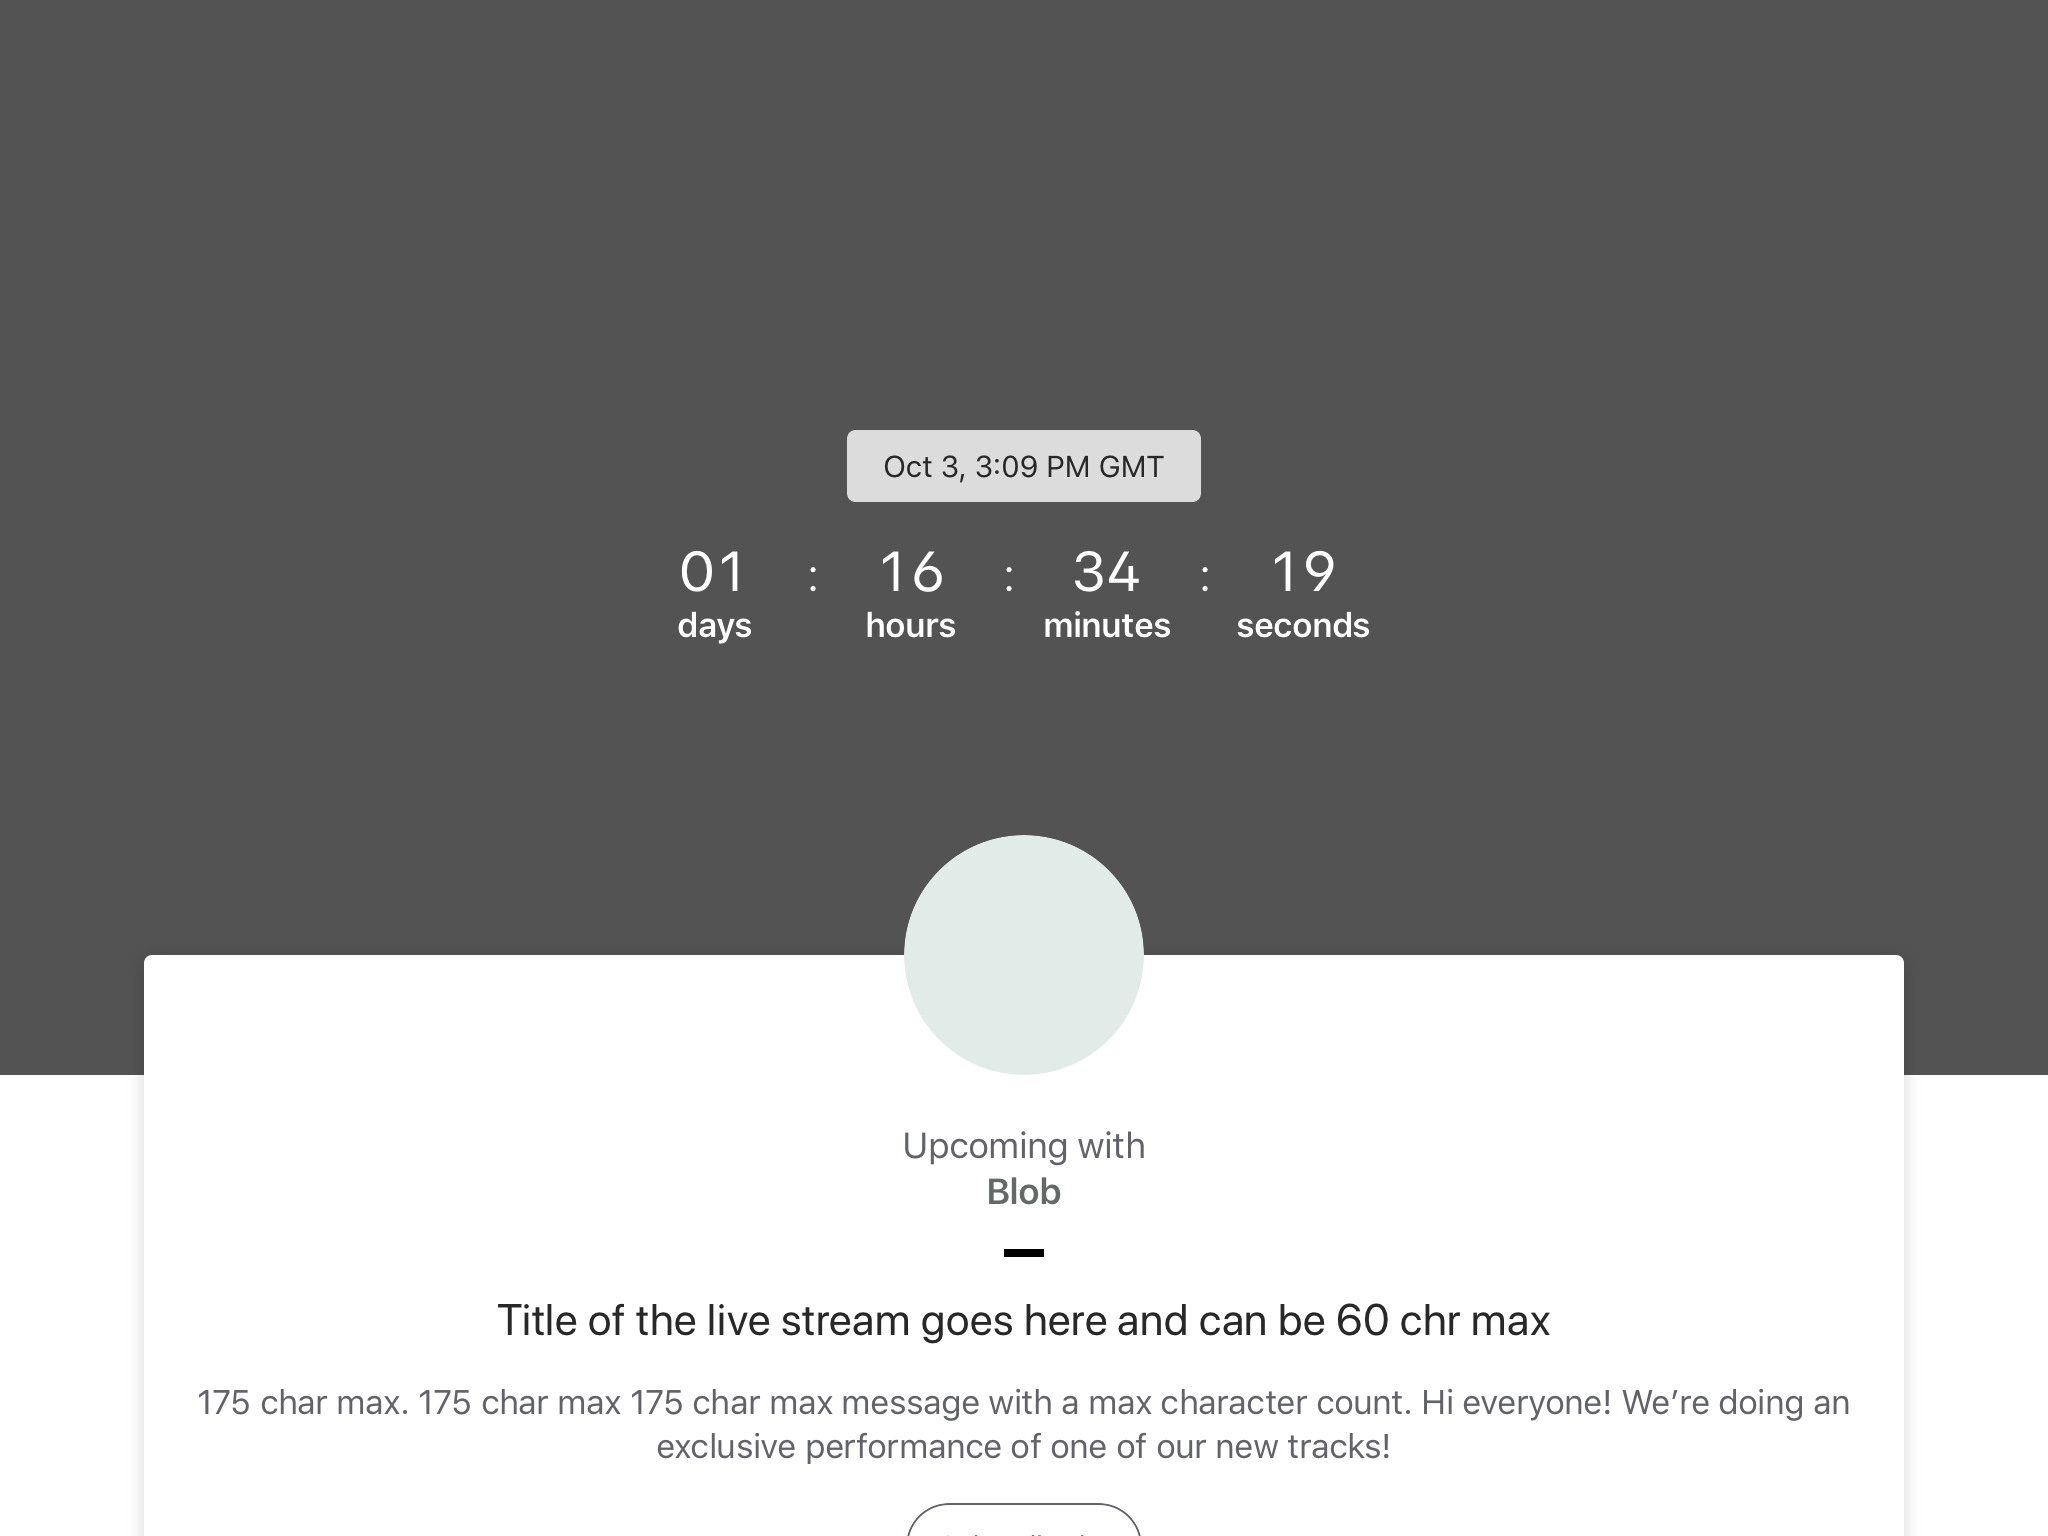 Oct 3, 3:09 PM GMT
01 : 16 : 34 : 19
days hours minutes seconds
Upcoming with
Blob
Title of the live stream goes here and can be 60 chr max
175 char max. 175 char max 175 char max message with a max character count. Hi everyone! We’re doing an
exclusive performance of one of our new tracks!